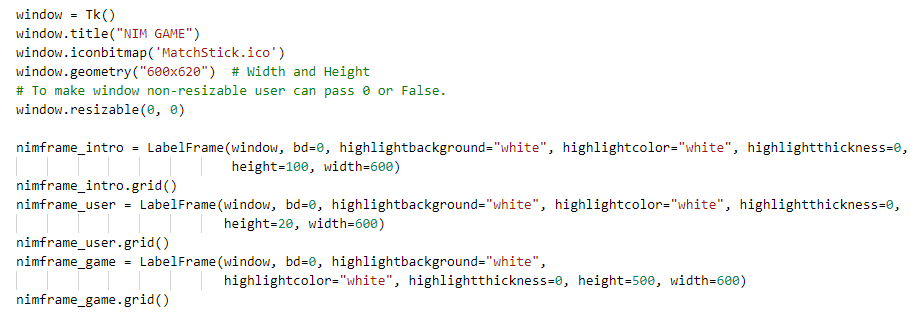 window = Tk()
window.title("NIM GAME")
window.iconbitmap('MatchStick.ico')
window.geometry("600x620")  # Width and Height
# To make window non-resizable user can pass 0 or False.
window.resizable(0, 0)
nimframe_intro = LabelFrame(window, bd=0, highlightbackground="white", highlightcolor="white", highlightthickness=0,
height=100, width=600)
nimframe_intro.grid()
nimframe_user = LabelFrame(window, bd=0, highlightbackground="white", highlightcolor="white", highlightthickness=0,
height=20, width=600)
nimframe_user.grid()
nimframe_game = LabelFrame(window, bd=0, highlightbackground="white",
highlightcolor="white", highlightthickness=0, height=500, width=600)
nimframe_game.grid()